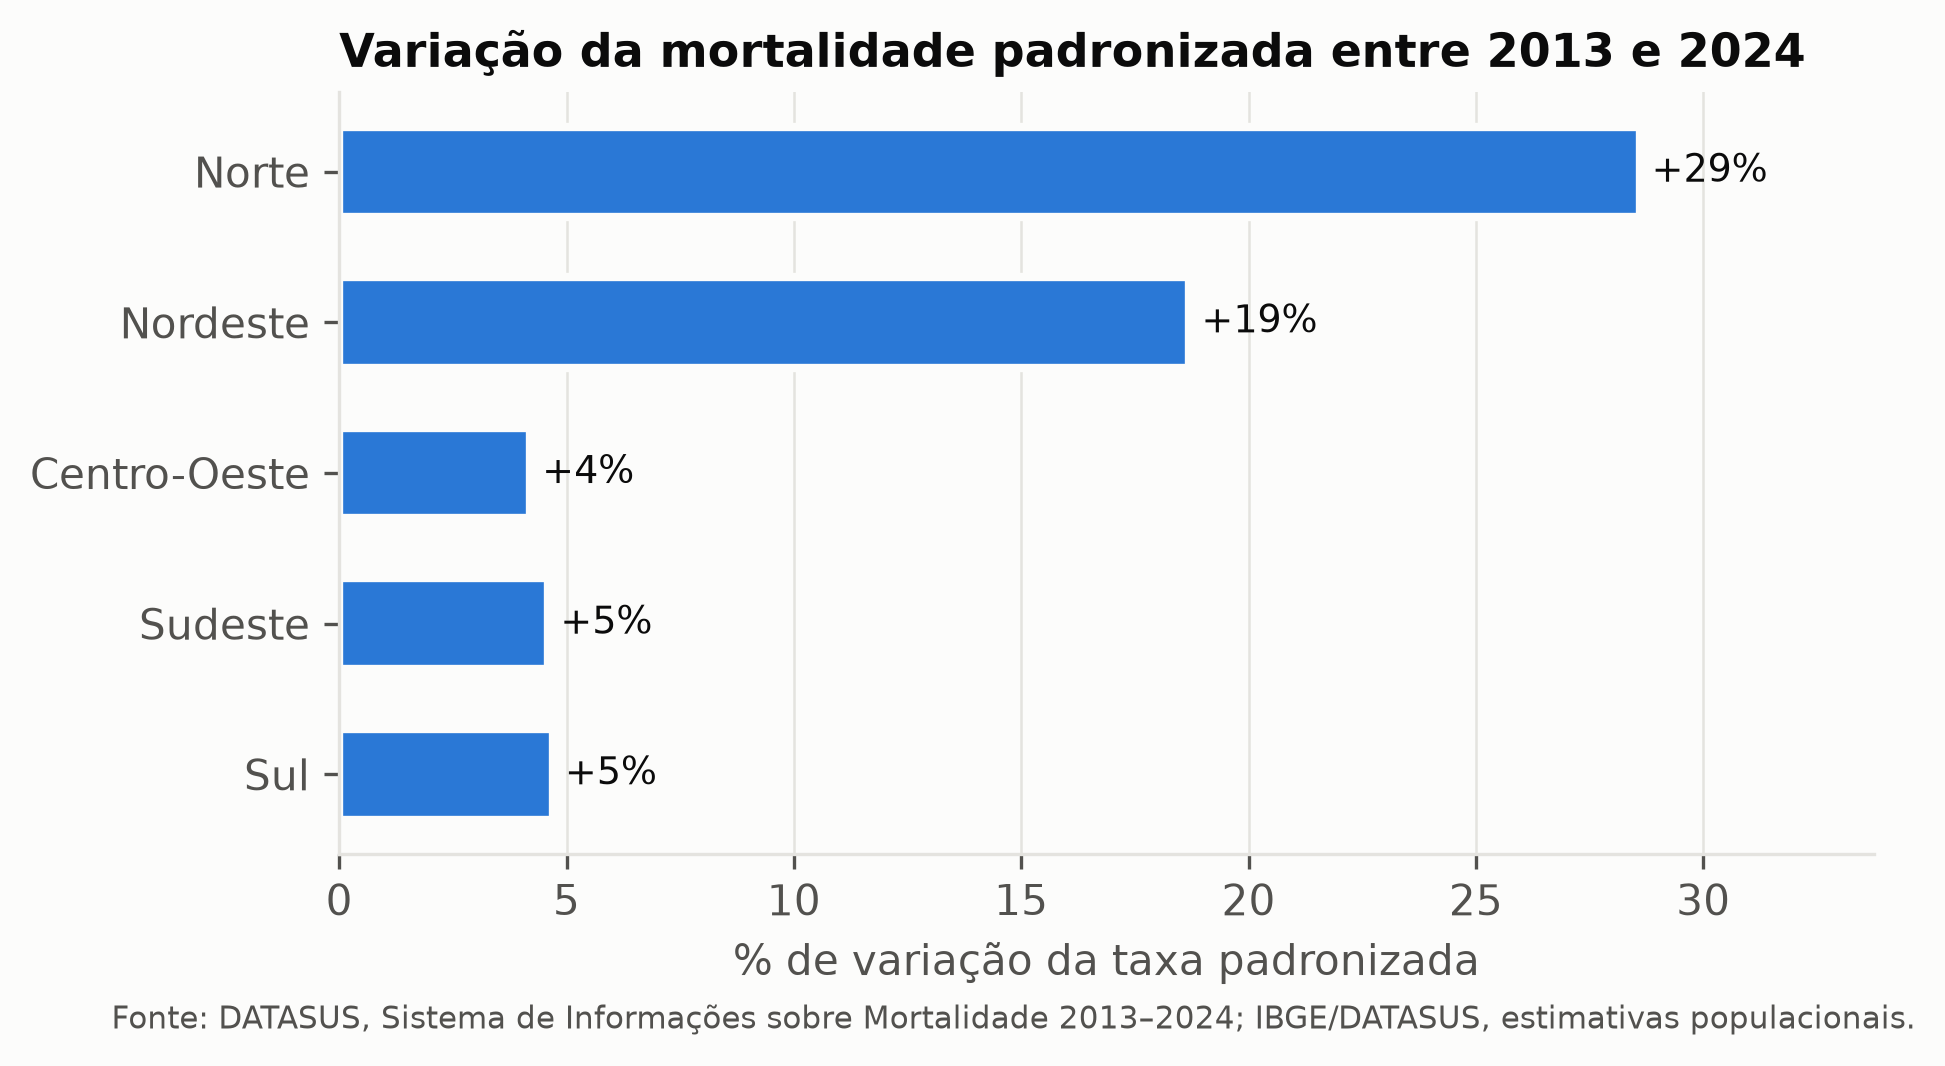 Variação da mortalidade padronizada entre 2013 e 2024
Norte
+29%
Nordeste
+19%
Centro-Oeste
+4%
Sudeste
+5%
Sul
+5%
0 5 10 15 20 25 30
% de variação da taxa padronizada
Fonte: DATASUS, Sistema de Informações sobre Mortalidade 2013–2024; IBGE/DATASUS, estimativas populacionais.